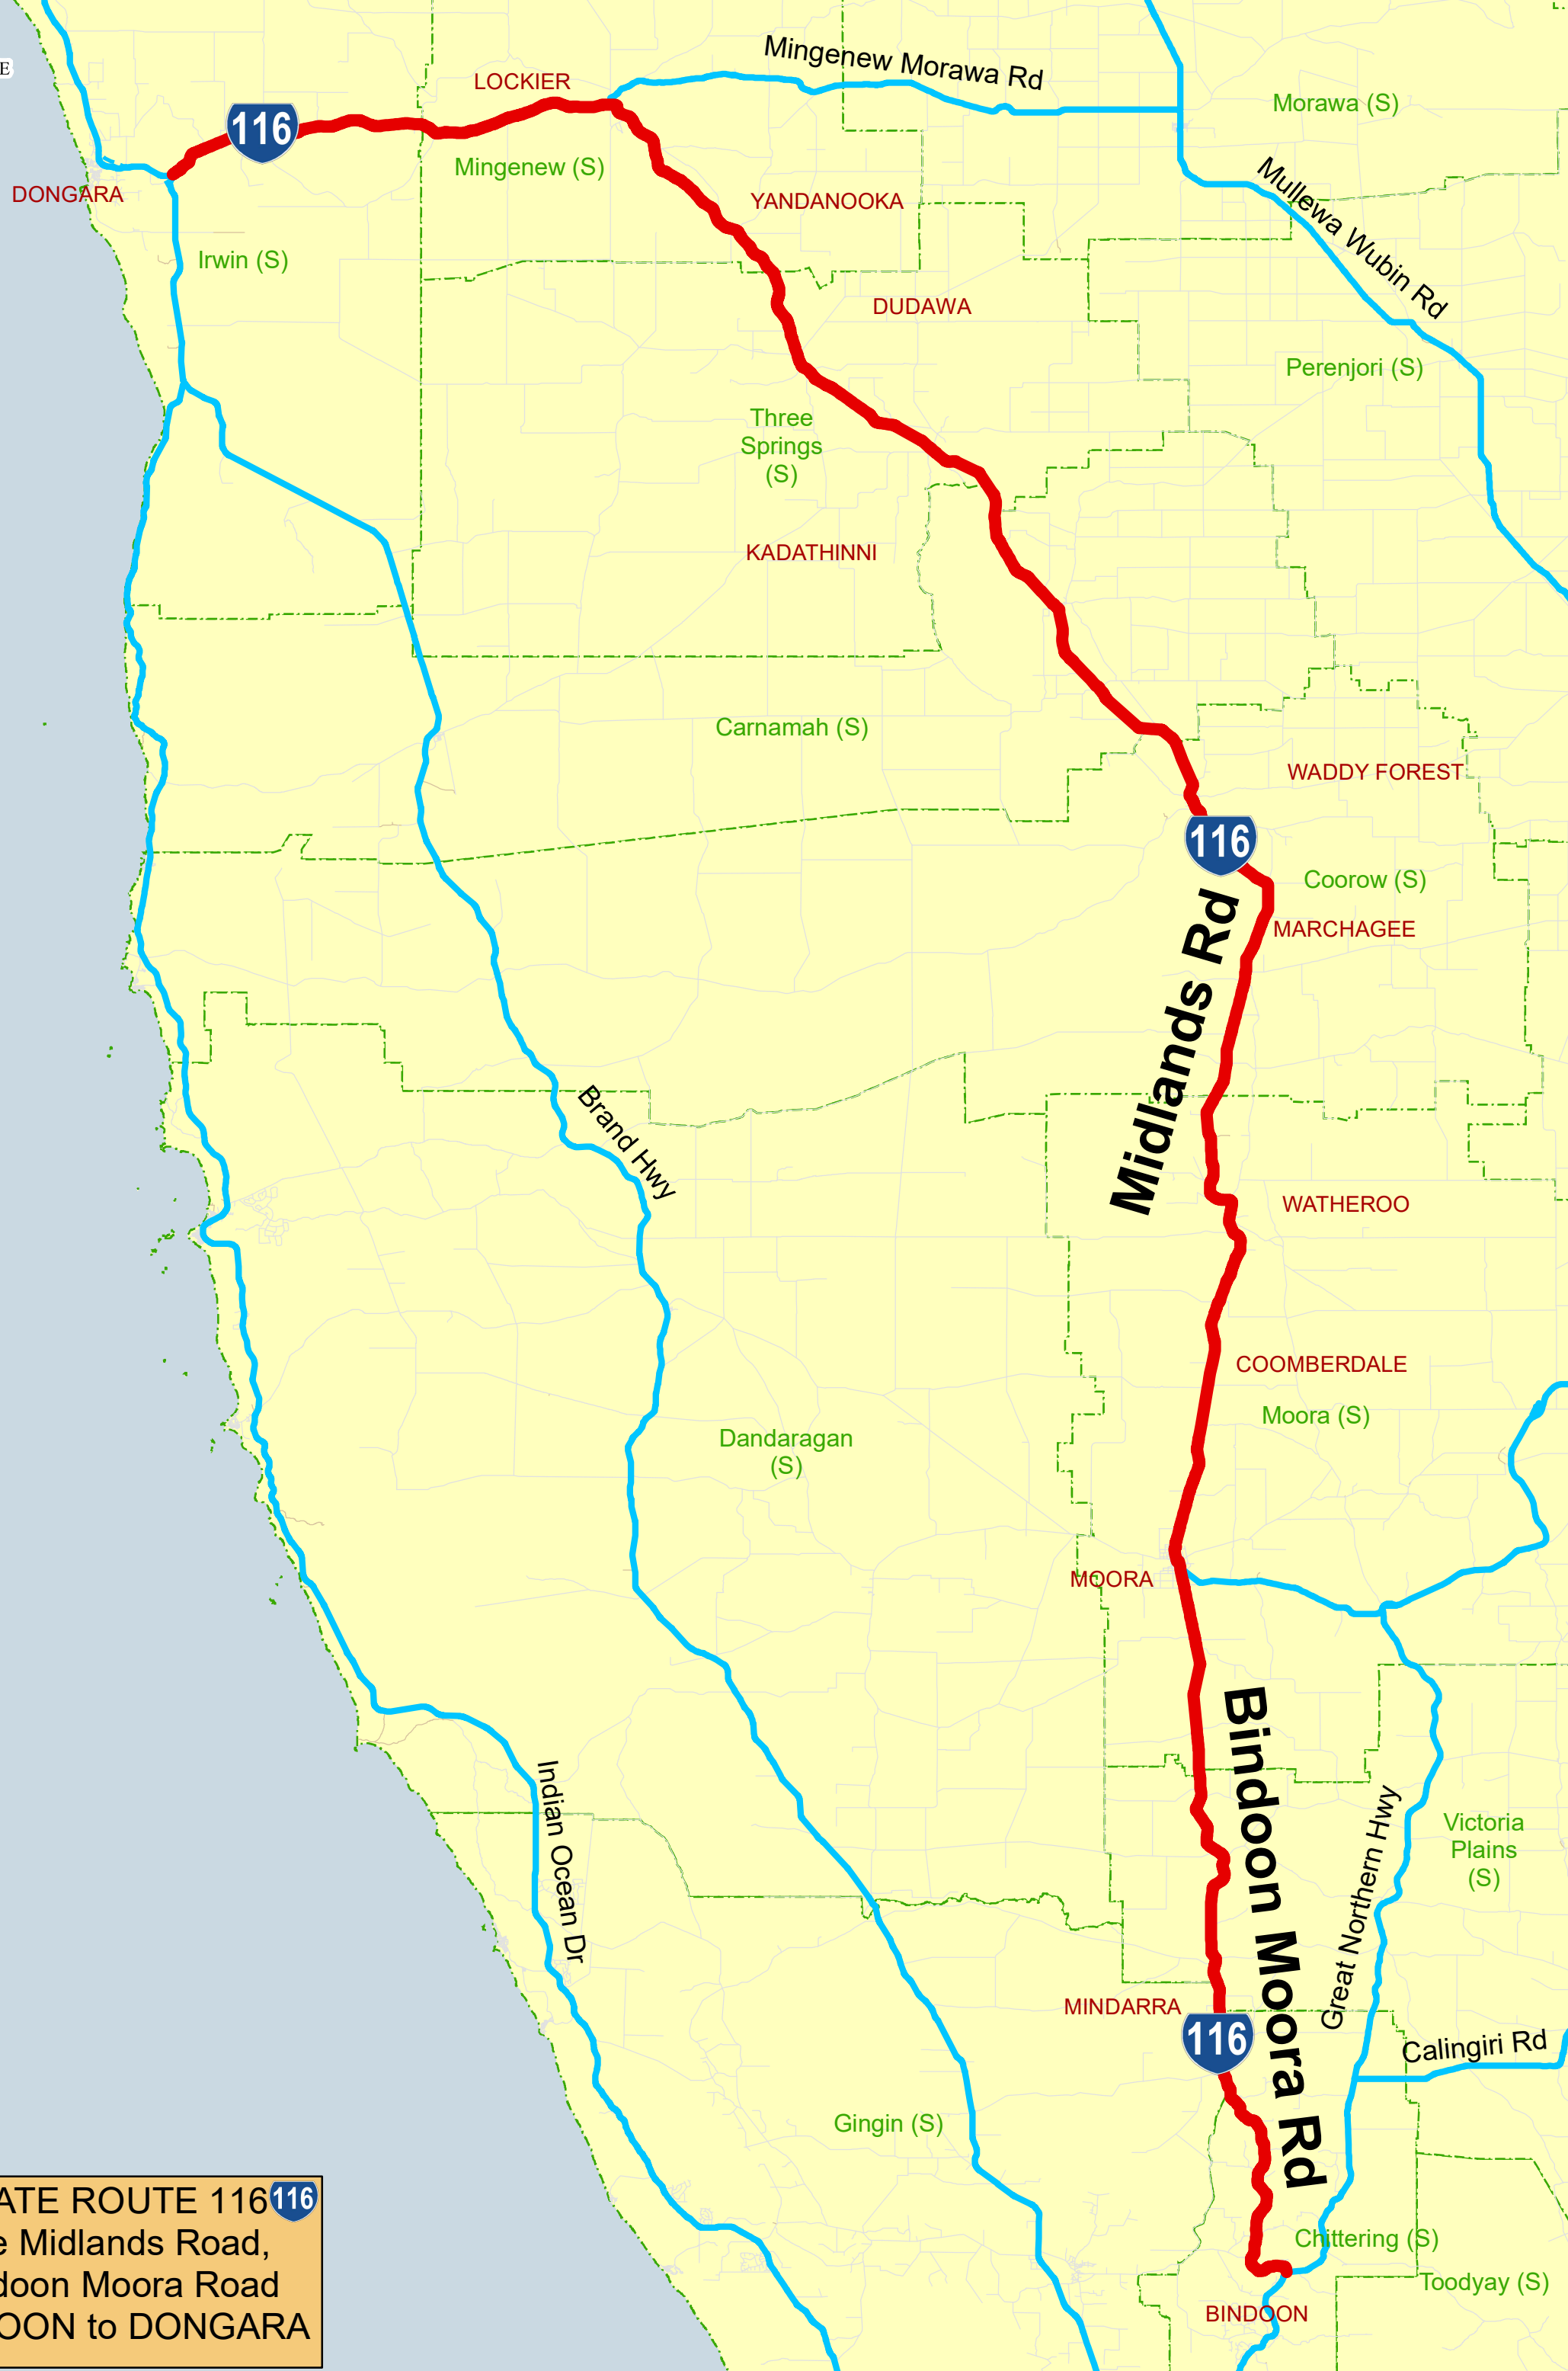 E
LOCKIER
Mingenew Morawa Rd
Morawa (S)
116
Mingenew (S)
DONGARA
YANDANOOKA
Mullewa Wubin Rd
Irwin (S)
DUDAWA
Perenjori (S)
Three
Springs
(S)
KADATHINNI
Carnamah (S)
WADDY FOREST
116
Coorow (S)
MARCHAGEE
Midlands Rd
Brand Hwy
WATHEROO
COOMBERDALE
Moora (S)
Dandaragan
(S)
MOORA
Bindoon Moora Rd
Indian Ocean Dr
Great Northern Hwy
Victoria
Plains
(S)
MINDARRA
116
Calingiri Rd
Gingin (S)
Chittering (S)
Toodyay (S)
BINDOON
ATE ROUTE 116 116
e Midlands Road,
doon Moora Road
OON to DONGARA